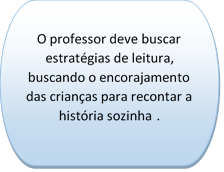 O professor deve buscar
estratégias de leitura,
buscando o encorajamento
das crianças para recontar a
história sozinha .